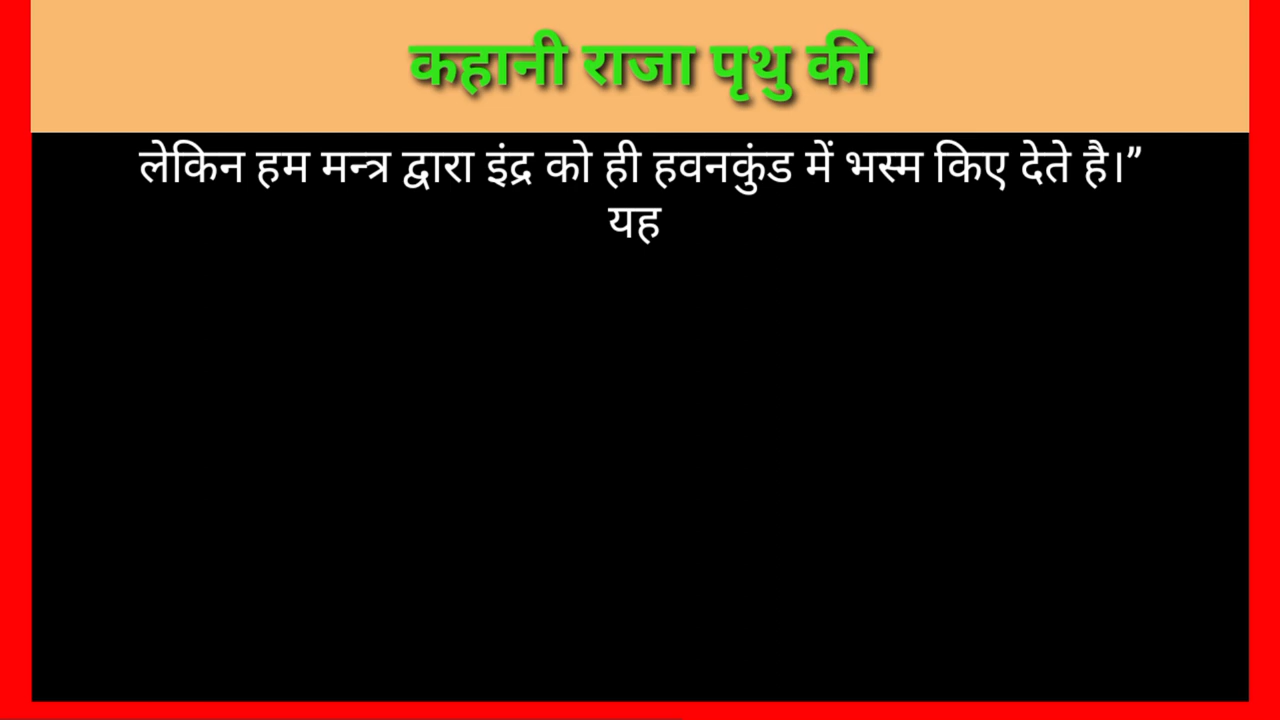 कहानी राजा पृथु की
लेकिन हम मन्त्र द्वारा इंद्र को ही हवनकुंड में भस्म किए देते है।”
यह